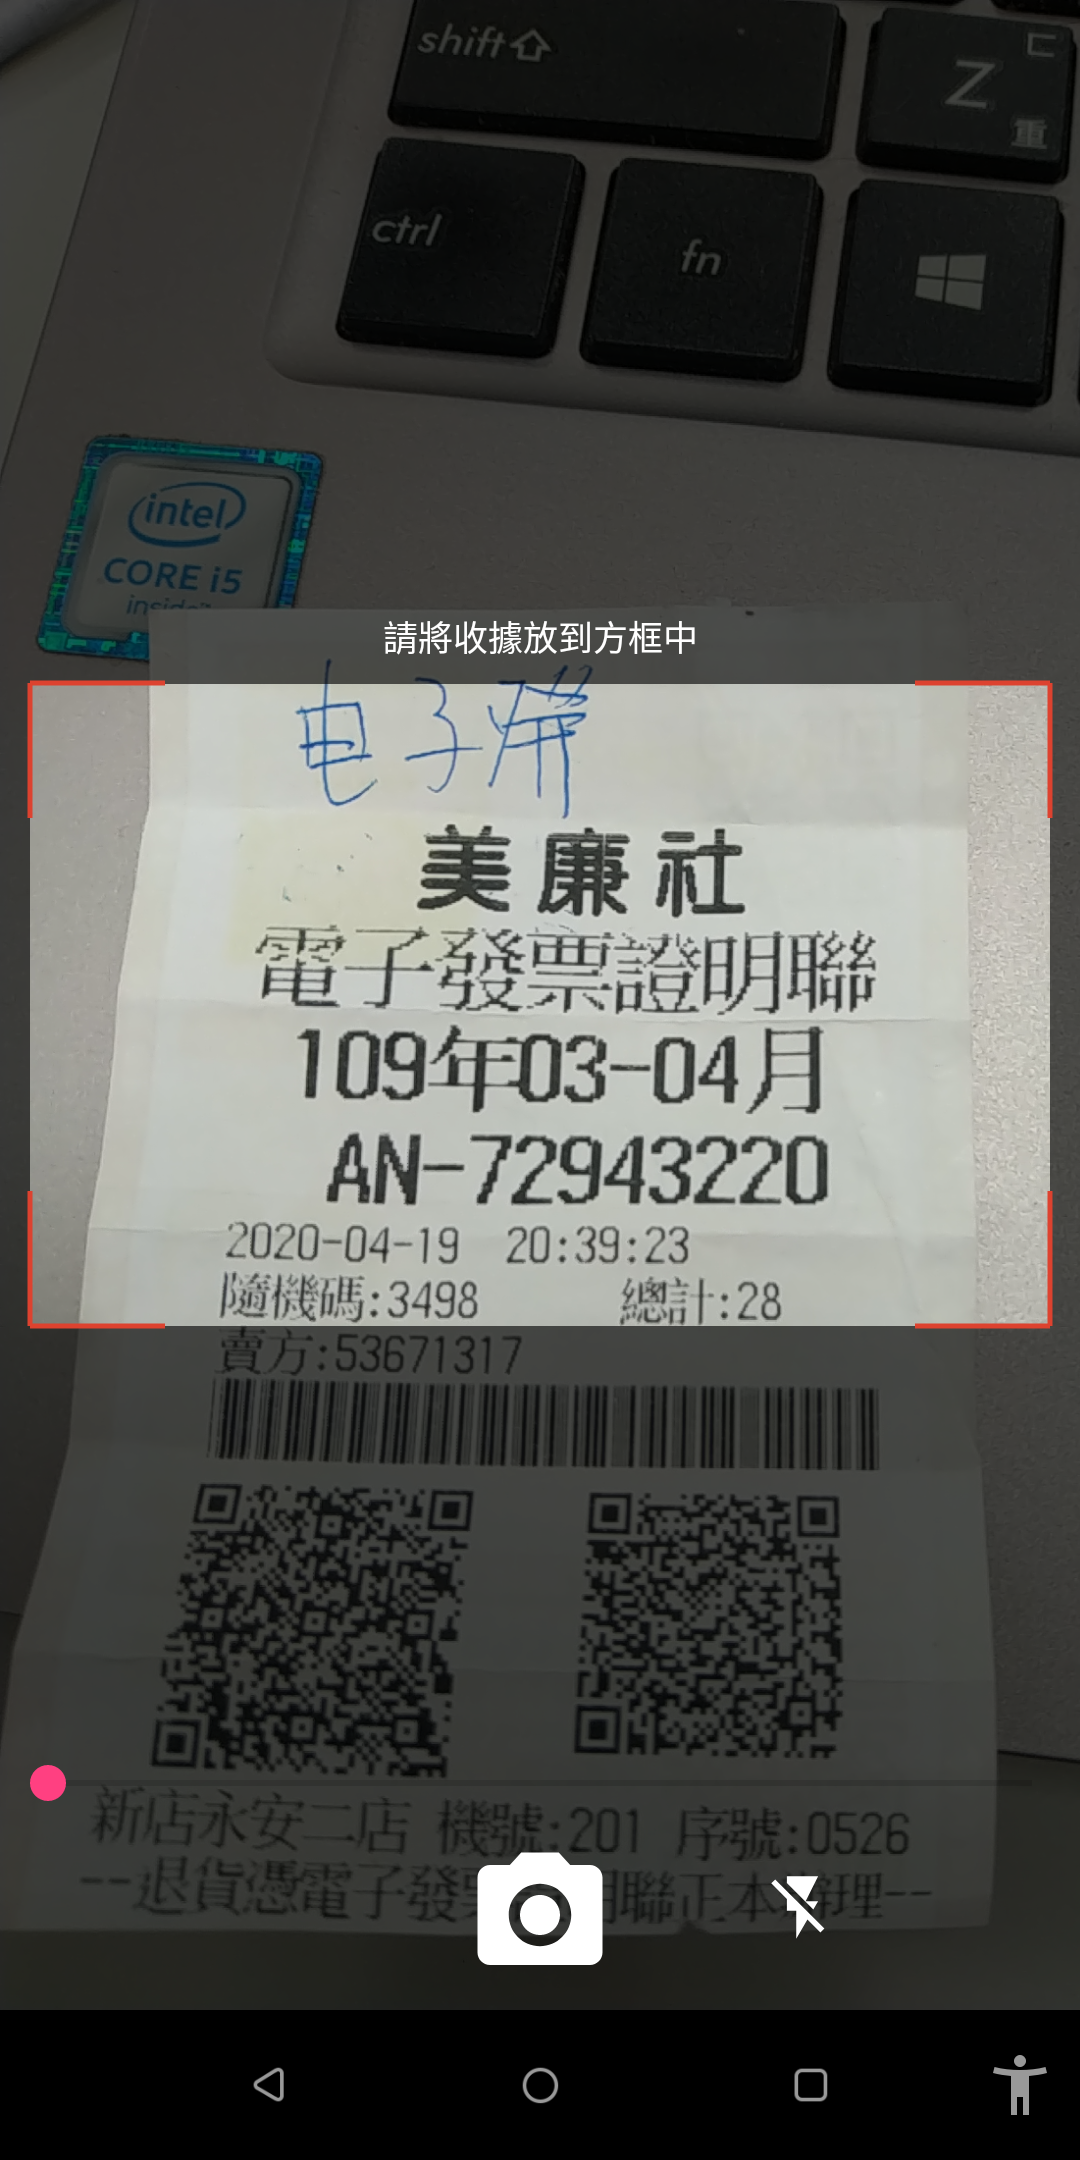 shift
Z
ㄈ
重
ctrl
fn
intel
CORE i5
inside
請將收據放到方框中
电子
美廉社
電子發票證明聯
109年03-04月
AN-72943220
2020-04-19 20:39:23
隨機碼:3498 總計:28
賣方:53671317
新店永安二店 機號:201 序號:0526
--退貨憑電子發票 明聯正本辦理--